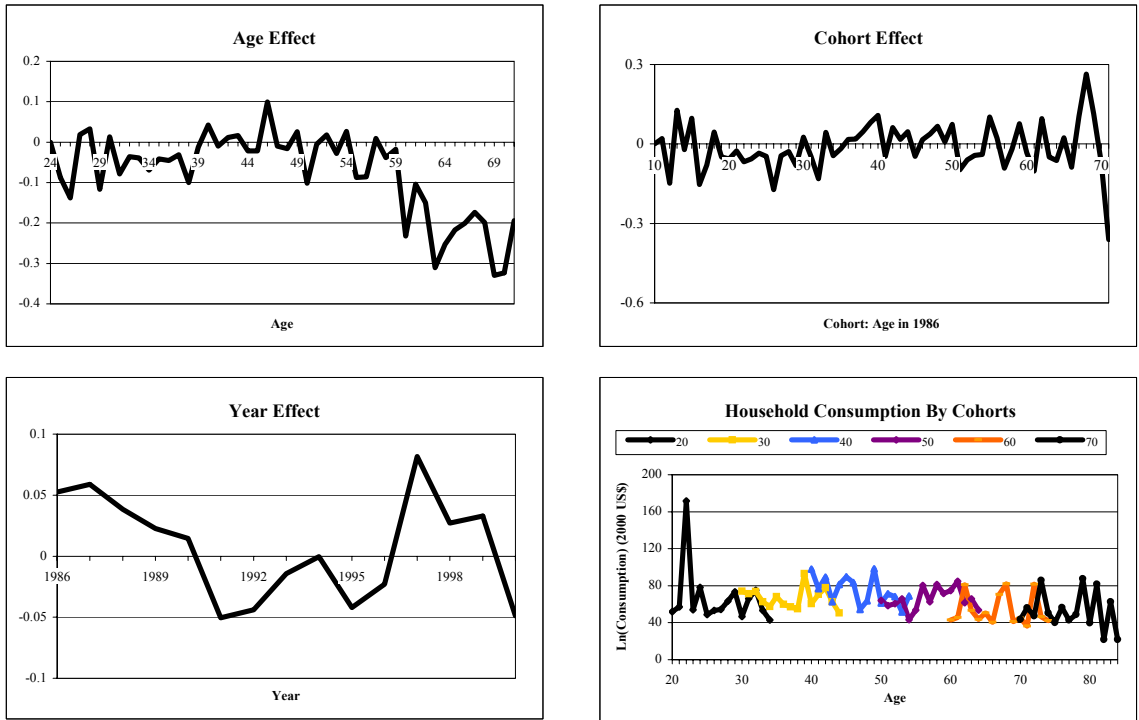 Age Effect
0.2
0.1
0
-0.1
-0.2
-0.3
-0.4
24 29 34 39 44 49 54 59 64 69
Age
Cohort Effect
0.3
0
-0.3
-0.6
10 20 30 40 50 60 70
Cohort: Age in 1986
Year Effect
0.1
0.05
0
-0.05
-0.1
1986 1989 1992 1995 1998
Year
Household Consumption By Cohorts
20 30 40 50 60 70
Ln(Consumption) (2000 US$)
200
160
120
80
40
0
20 30 40 50 60 70 80
Age